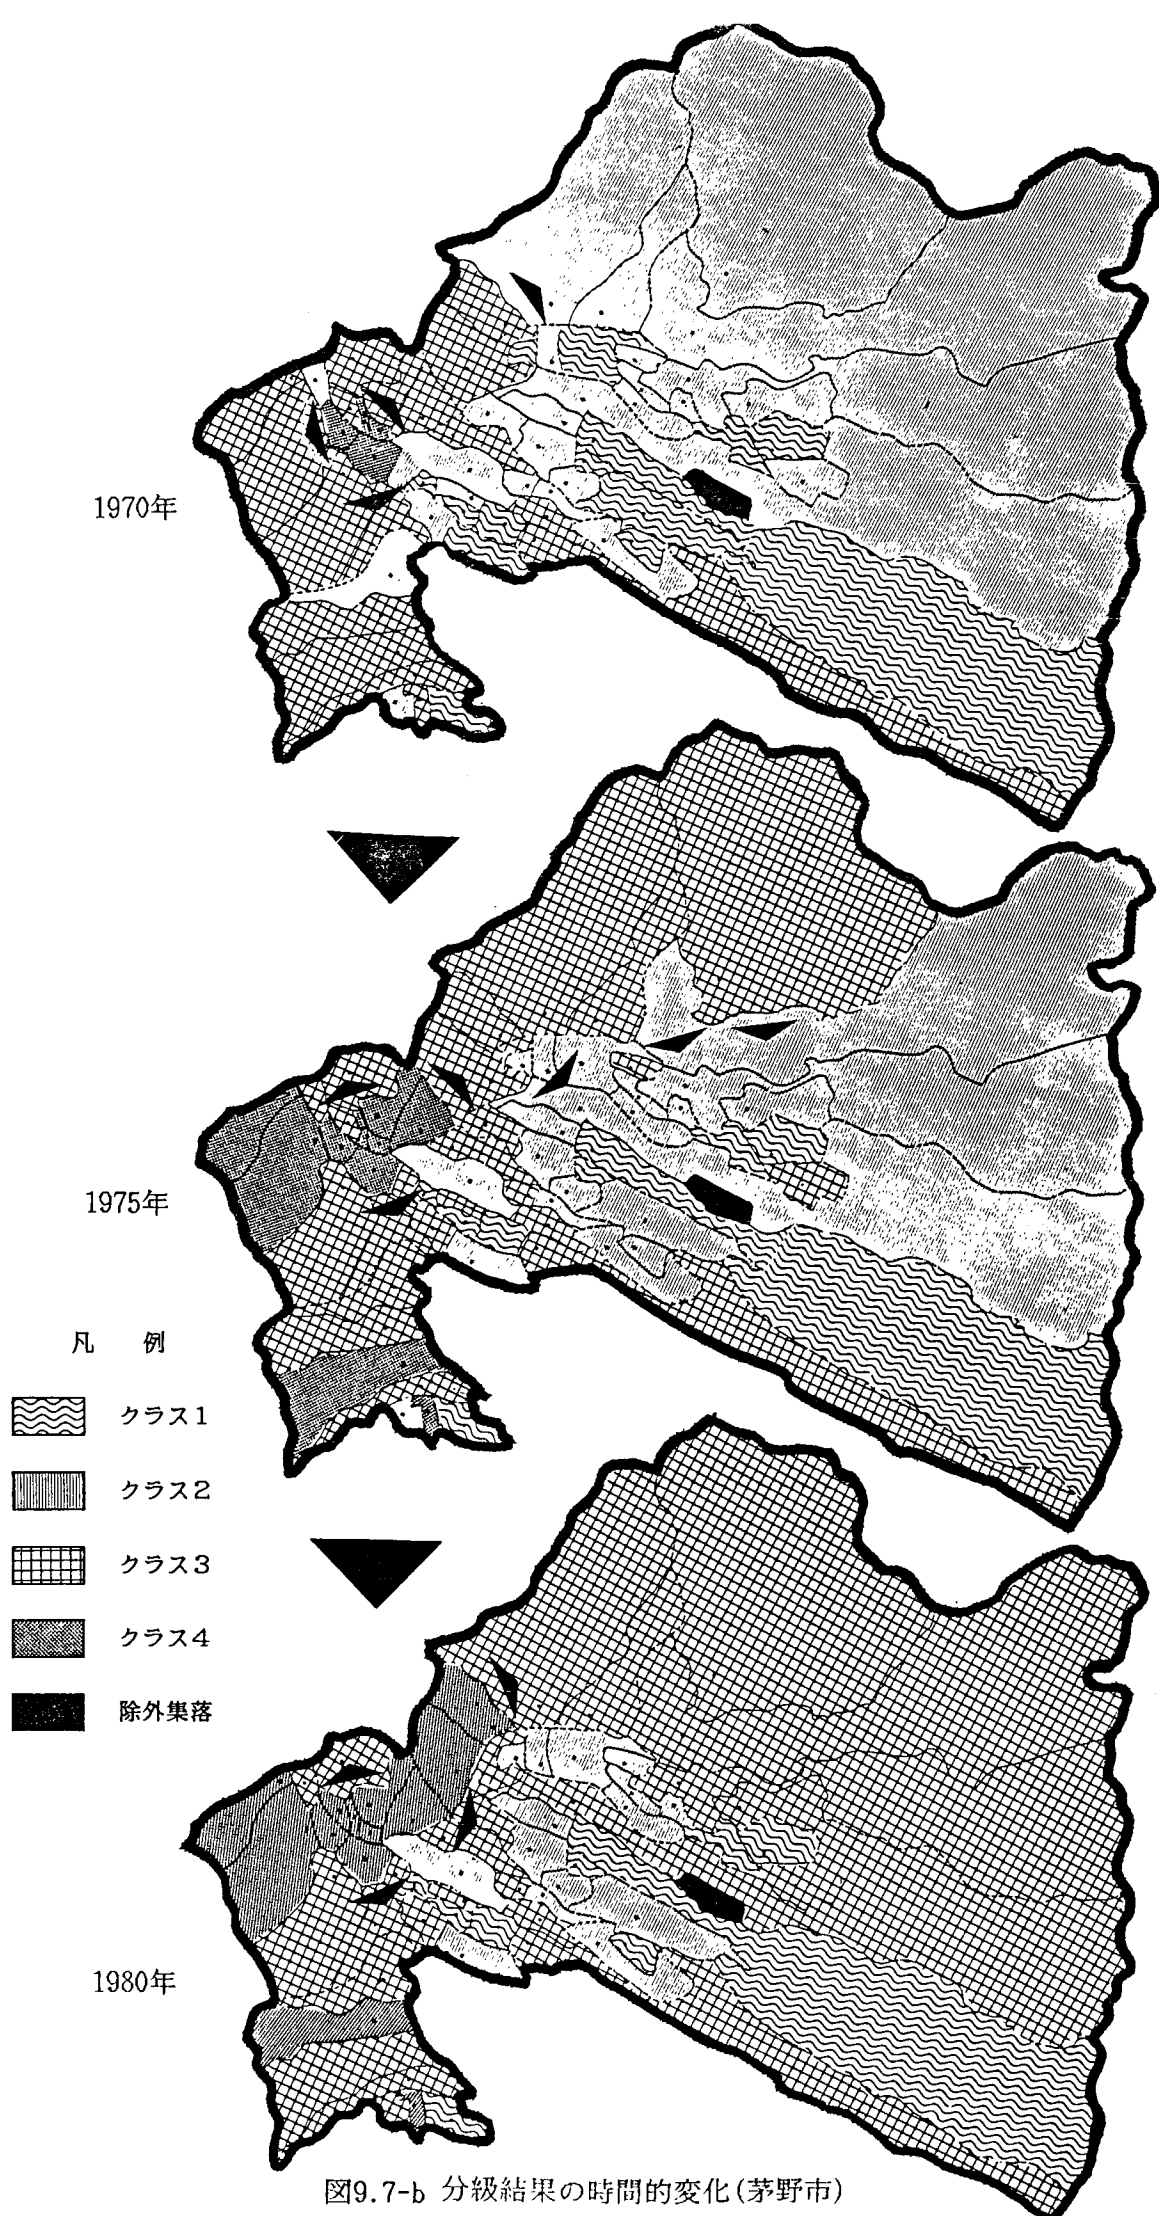 1970年
1975年
凡 例
クラス1
クラス2
クラス3
クラス4
除外集落
1980年
図9.7-b 分級結果の時間的変化(茅野市)